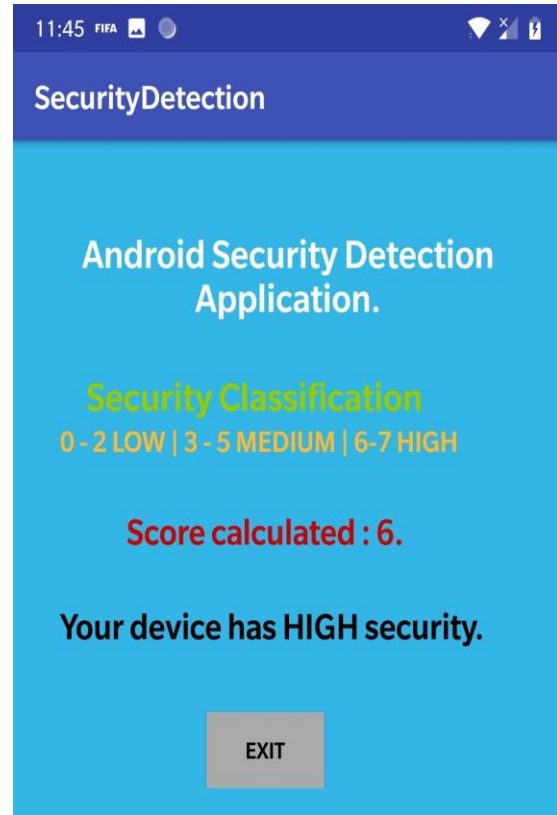 11:45 FIFA
SecurityDetection
Android Security Detection
Application.
Security Classification
0 - 2 LOW | 3 - 5 MEDIUM | 6-7 HIGH
Score calculated : 6.
Your device has HIGH security.
EXIT